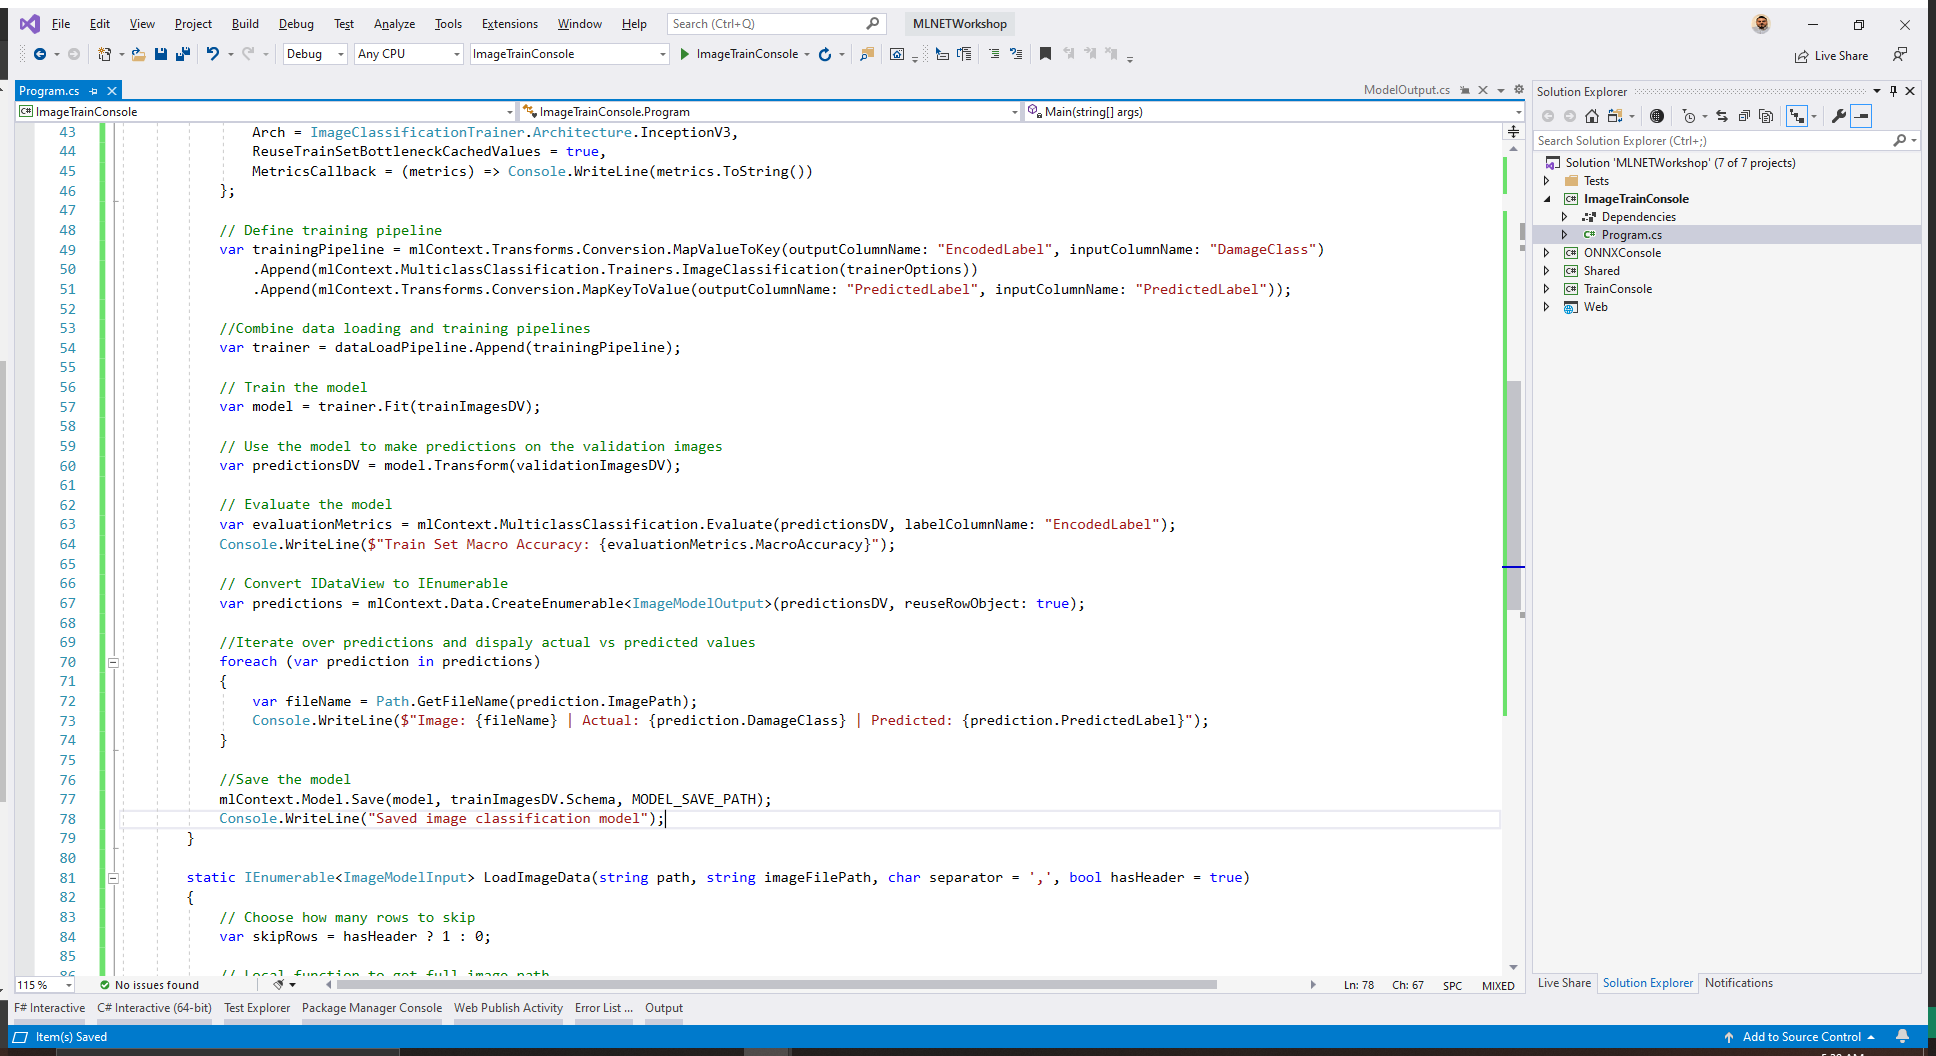 File Edit View Project Build Debug Test Analyze Tools Extensions Window Help Search (Ctrl+Q) MLNETWorkshop
Debug Any CPU ImageTrainConsole ImageTrainConsole Live Share
Program.cs ModelOutput.cs
ImageTrainConsole ImageTrainConsole.Program Main(string[] args)
43 Arch = ImageClassificationTrainer.Architecture.InceptionV3,
44 ReuseTrainSetBottleneckCachedValues = true,
45 MetricsCallback = (metrics) => Console.WriteLine(metrics.ToString())
46 };
47
48 // Define training pipeline
49 var trainingPipeline = mlContext.Transforms.Conversion.MapValueToKey(outputColumnName: "EncodedLabel", inputColumnName: "DamageClass")
50 .Append(mlContext.MulticlassClassification.Trainers.ImageClassification(trainerOptions))
51 .Append(mlContext.Transforms.Conversion.MapKeyToValue(outputColumnName: "PredictedLabel", inputColumnName: "PredictedLabel"));
52
53 //Combine data loading and training pipelines
54 var trainer = dataLoadPipeline.Append(trainingPipeline);
55
56 // Train the model
57 var model = trainer.Fit(trainImagesDV);
58
59 // Use the model to make predictions on the validation images
60 var predictionsDV = model.Transform(validationImagesDV);
61
62 // Evaluate the model
63 var evaluationMetrics = mlContext.MulticlassClassification.Evaluate(predictionsDV, labelColumnName: "EncodedLabel");
64 Console.WriteLine($"Train Set Macro Accuracy: {evaluationMetrics.MacroAccuracy}");
65
66 // Convert IDataView to IEnumerable
67 var predictions = mlContext.Data.CreateEnumerable<ImageModelOutput>(predictionsDV, reuseRowObject: true);
68
69 //Iterate over predictions and dispaly actual vs predicted values
70 foreach (var prediction in predictions)
71 {
72 var fileName = Path.GetFileName(prediction.ImagePath);
73 Console.WriteLine($"Image: {fileName} | Actual: {prediction.DamageClass} | Predicted: {prediction.PredictedLabel}");
74 }
75
76 //Save the model
77 mlContext.Model.Save(model, trainImagesDV.Schema, MODEL_SAVE_PATH);
78 Console.WriteLine("Saved image classification model");
79 }
80
81 static IEnumerable<ImageModelInput> LoadImageData(string path, string imageFilePath, char separator = ',', bool hasHeader = true)
82 {
83 // Choose how many rows to skip
84 var skipRows = hasHeader ? 1 : 0;
85
86 // Local function to get full image path
115 % No issues found Ln: 78 Ch: 67 SPC MIXED
Solution Explorer
Search Solution Explorer (Ctrl+;)
Solution 'MLNETWorkshop' (7 of 7 projects)
Tests
C# ImageTrainConsole
Dependencies
C# Program.cs
C# ONNXConsole
C# Shared
C# TrainConsole
Web
Live Share Solution Explorer Notifications
F# Interactive C# Interactive (64-bit) Test Explorer Package Manager Console Web Publish Activity Error List ... Output
Item(s) Saved Add to Source Control